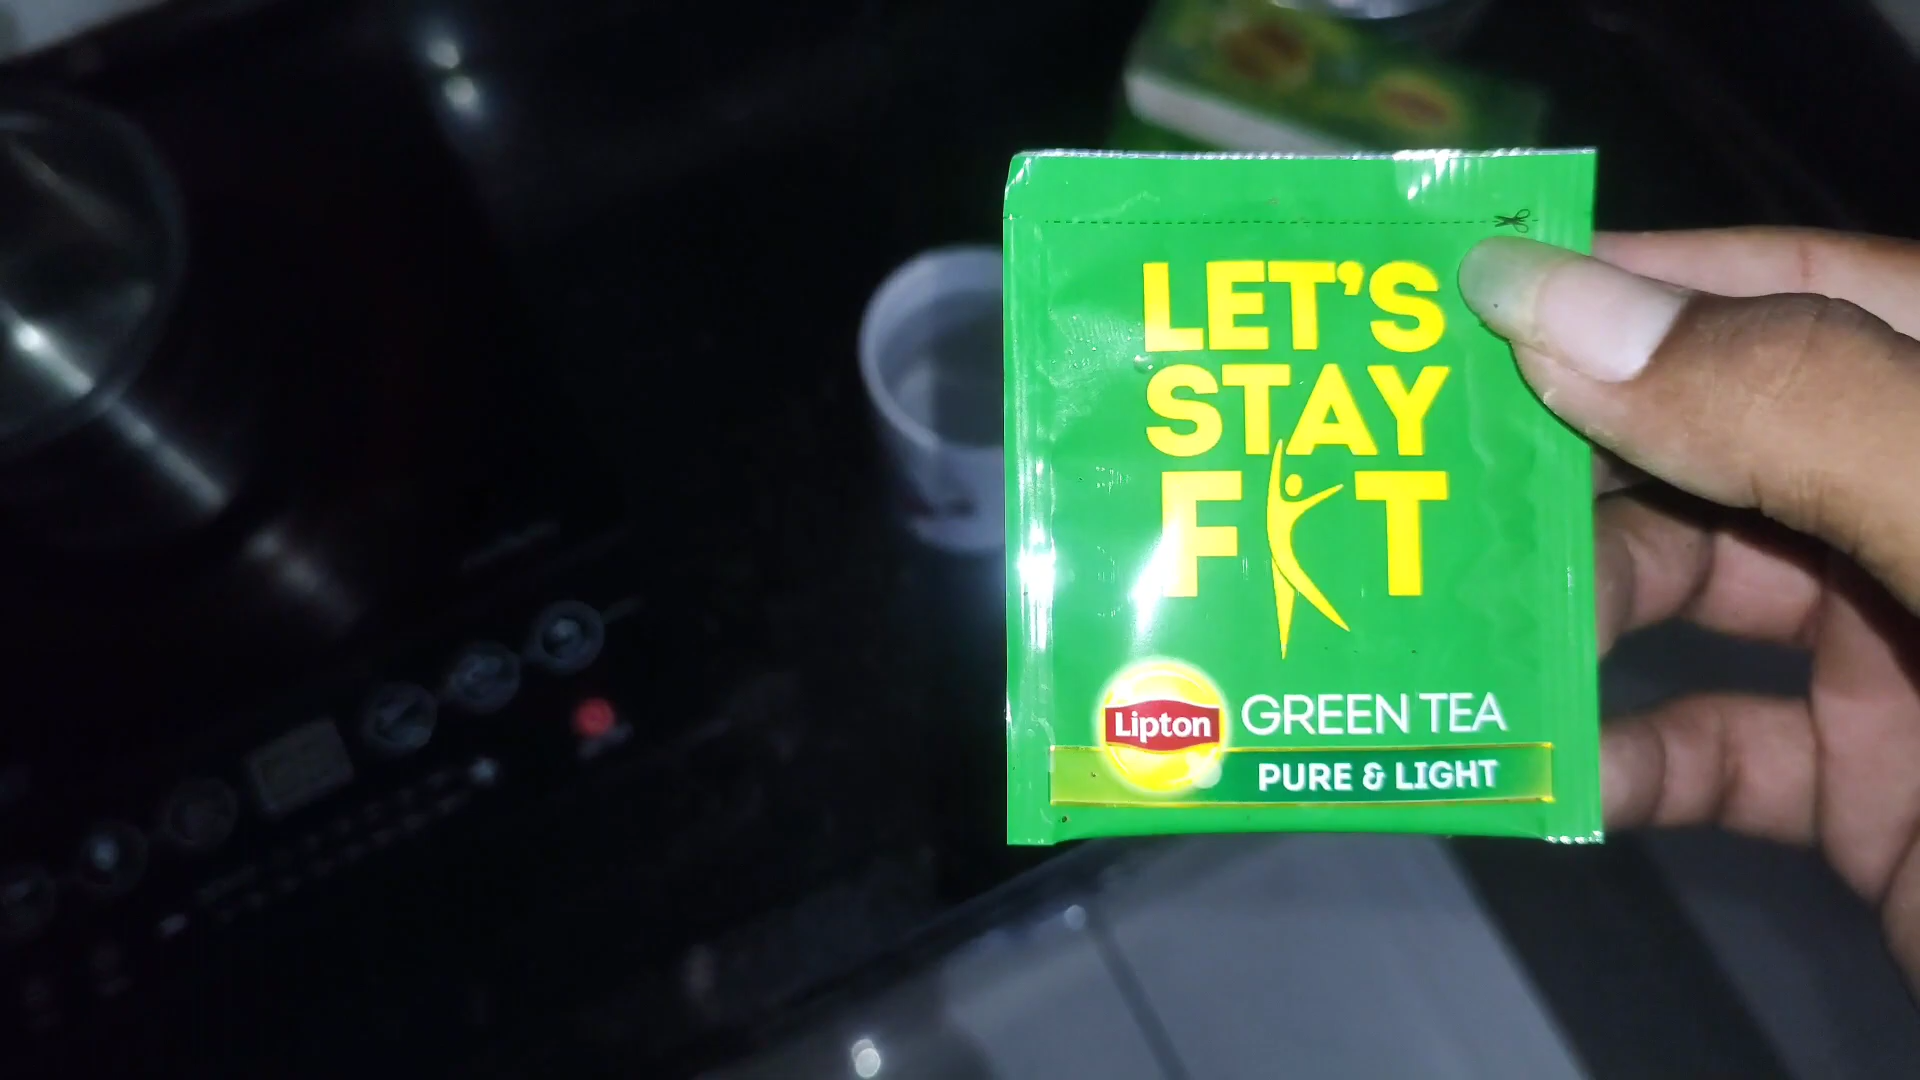 LET'S
STAY
FIT
Lipton
GREEN TEA
PURE & LIGHT